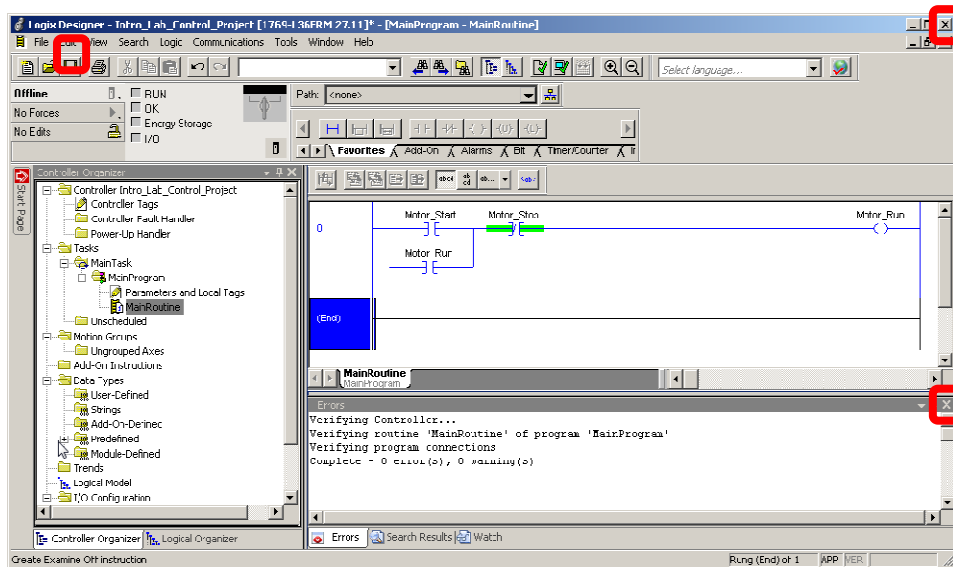 Logix Designer - Intro_Lab_Control_Project [1769-L36ERM 27.11]* - [MainProgram - MainRoutine]
File Edit View Search Logic Communications Tools Window Help
Select language...
Offline
RUN
No Forces
OK
No Edits
Energy Storage
I/O
Path: <none>
Favorites Add-On Alarms Bit Timer/Counter
Start Page
Controller Organizer
Controller Intro_Lab_Control_Project
Controller Tags
Controller Fault Handler
Power-Up Handler
Tasks
MainTask
MainProgram
Parameters and Local Tags
MainRoutine
Unscheduled
Motion Groups
Ungrouped Axes
Add-On Instructions
Data Types
User-Defined
Strings
Add-On-Defined
Predefined
Module-Defined
Trends
Logical Model
I/O Configuration
Controller Organizer Logical Organizer
0
Motor_Start Motor_Stop Motor_Run
Motor_Run
(End)
MainRoutine
MainProgram
Errors
Verifying Controller...
Verifying routine 'MainRoutine' of program 'MainProgram'
Verifying program connections
Complete - 0 error(s), 0 warning(s)
Errors Search Results Watch
Create Examine Off instruction
Rung (End) of 1 APP VER